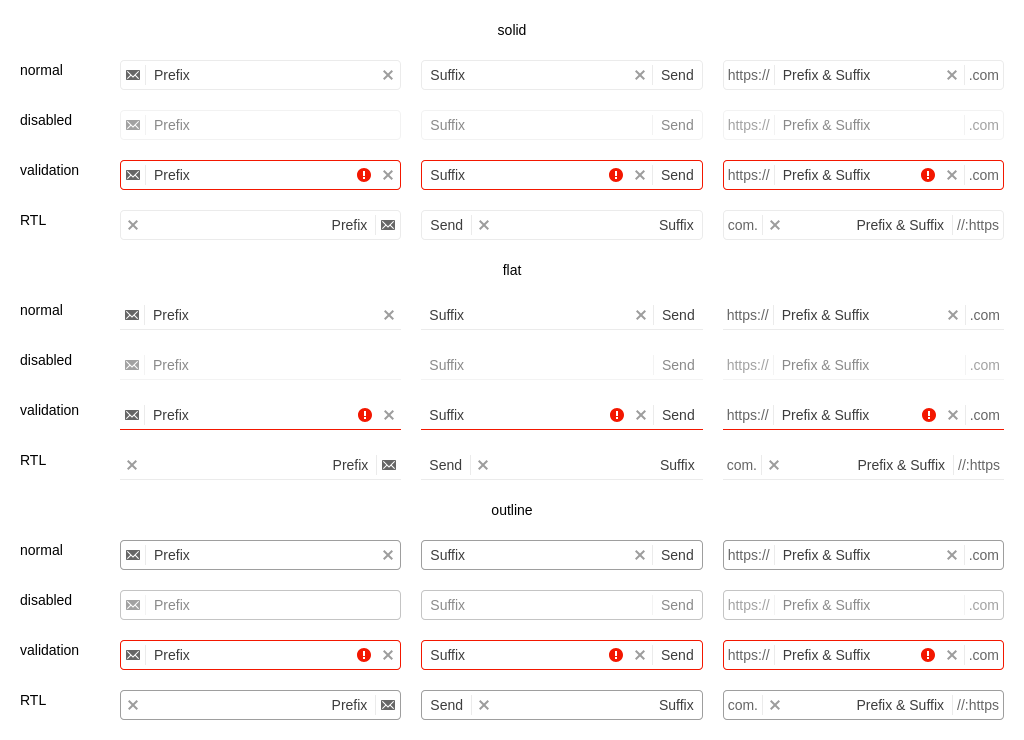 solid
normal Prefix Suffix Send https:// Prefix & Suffix .com
disabled Prefix Suffix Send https:// Prefix & Suffix .com
validation Prefix Suffix Send https:// Prefix & Suffix .com
RTL Prefix Send Suffix com. Prefix & Suffix //:https
flat
normal Prefix Suffix Send https:// Prefix & Suffix .com
disabled Prefix Suffix Send https:// Prefix & Suffix .com
validation Prefix Suffix Send https:// Prefix & Suffix .com
RTL Prefix Send Suffix com. Prefix & Suffix //:https
outline
normal Prefix Suffix Send https:// Prefix & Suffix .com
disabled Prefix Suffix Send https:// Prefix & Suffix .com
validation Prefix Suffix Send https:// Prefix & Suffix .com
RTL Prefix Send Suffix com. Prefix & Suffix //:https